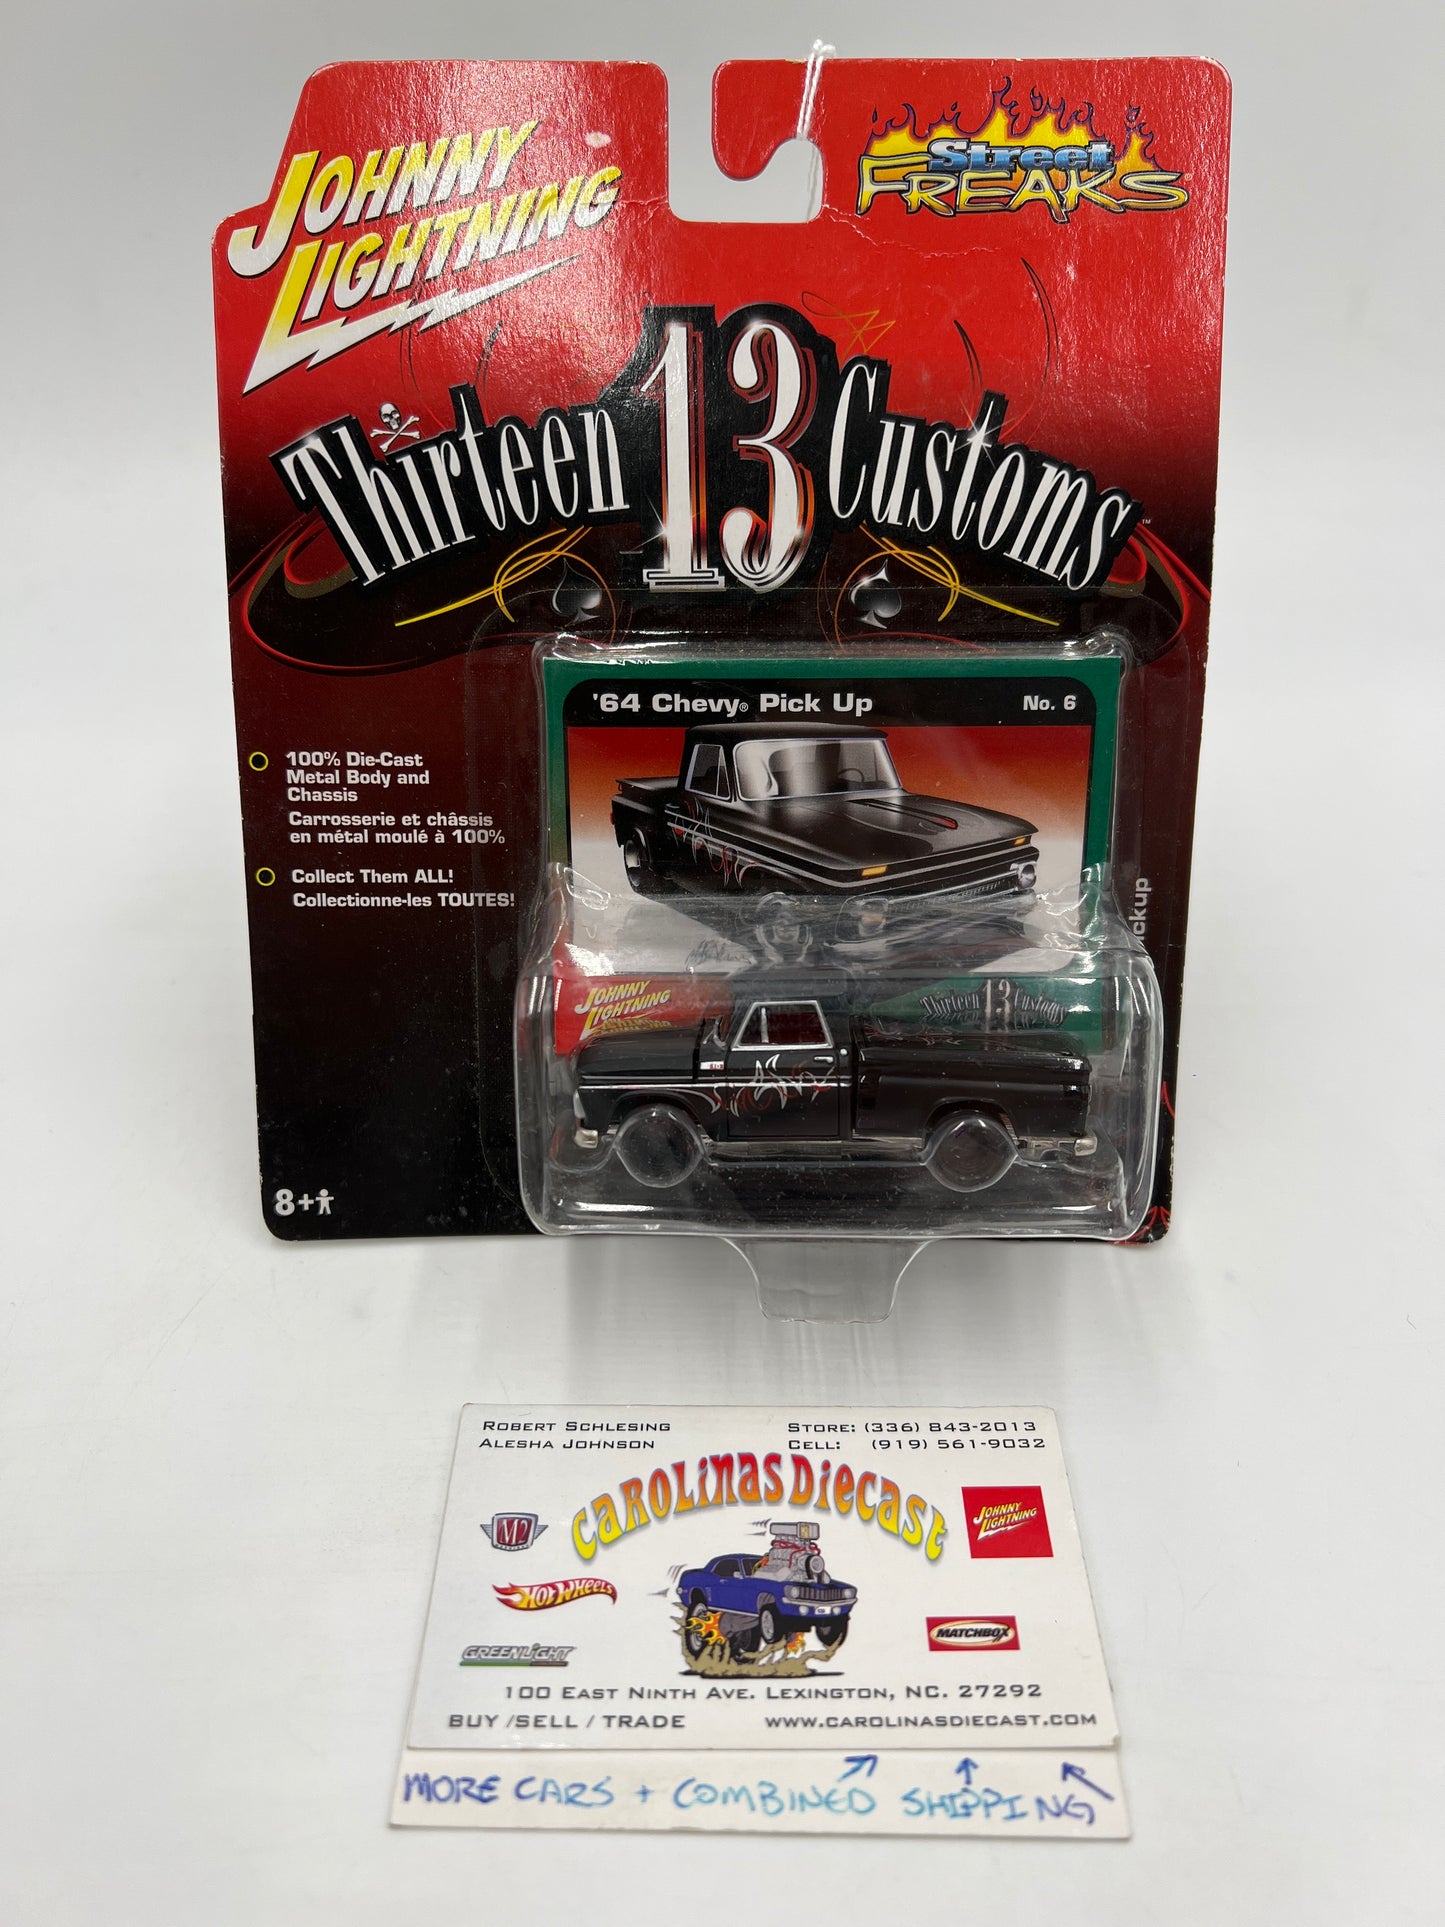 JOHNNY
LIGHTNING
Street
FREAKS
Thirteen 13 Customs™
'64 Chevy® Pick Up
No. 6
100% Die-Cast
Metal Body and
Chassis
Carrosserie et châssis
en métal moulé à 100%
Collect Them ALL!
Collectionne-les TOUTES!
8+
JOHNNY
LIGHTNING
Thirteen 13 Customs
ROBERT SCHLESING
ALESHA JOHNSON
STORE: (336) 843-2013
CELL: (919) 561-9032
CAROLINAS DIECAST
M2
JOHNNY
LIGHTNING
HOT WHEELS
GREENLIGHT
MATCHBOX
100 EAST NINTH AVE. LEXINGTON, NC. 27292
BUY /SELL / TRADE
WWW.CAROLINASDIECAST.COM
MORE CARS + COMBINED SHIPPING